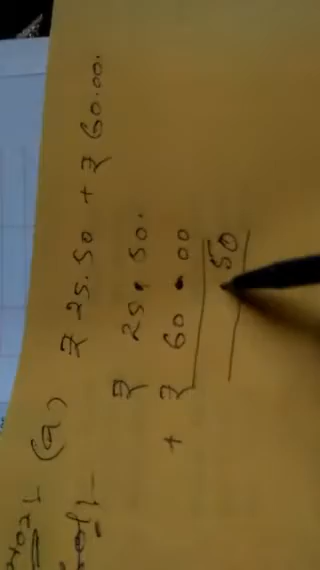 (a) ₹ 25.50 + ₹ 60.00.
₹ 25.50.
+ ₹ 60.00
.50